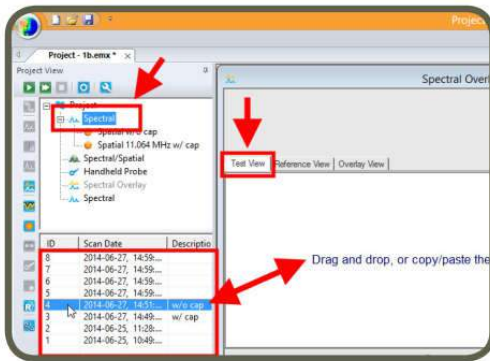 Project
Project - 1b.emx *
Project View
Spectral Over
Project
Spectral
Spatial w/o cap
Spatial 11.064 MHz w/ cap
Spectral/Spatial
Handheld Probe
Spectral Overlay
Spectral
Test View Reference View Overlay View
ID Scan Date Descriptio
8 2014-06-27, 14:59:...
7 2014-06-27, 14:59:...
6 2014-06-27, 14:59:...
5 2014-06-27, 14:59:...
4 2014-06-27, 14:51:... w/o cap
3 2014-06-27, 14:49:... w/ cap
2 2014-06-25, 11:28:...
1 2014-06-25, 10:49:...
Drag and drop, or copy/paste the